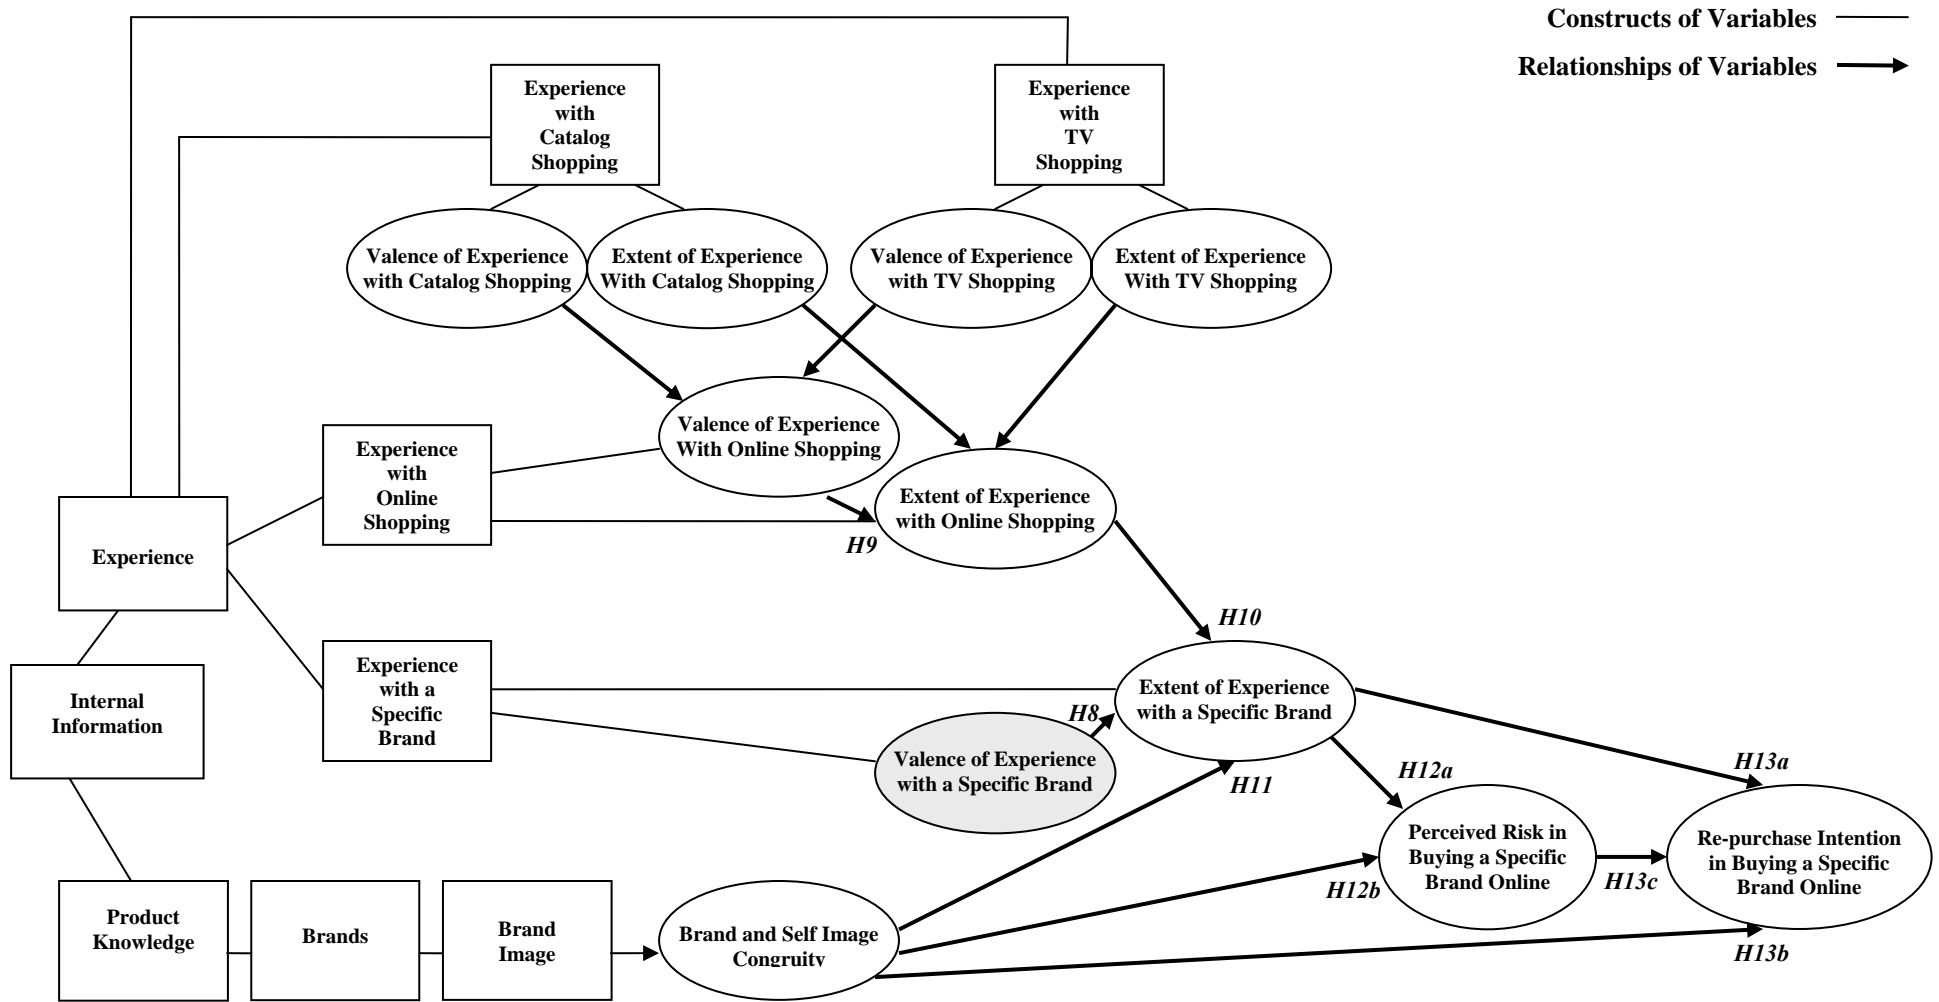 Constructs of Variables
Relationships of Variables
Experience
with
Catalog
Shopping
Experience
with
TV
Shopping
Valence of Experience
with Catalog Shopping
Extent of Experience
With Catalog Shopping
Valence of Experience
with TV Shopping
Extent of Experience
With TV Shopping
Valence of Experience
With Online Shopping
Experience
with
Online
Shopping
Extent of Experience
with Online Shopping
H9
Experience
H10
Experience
with a
Specific
Brand
Extent of Experience
with a Specific Brand
Internal
Information
H8
Valence of Experience
with a Specific Brand
H11
H12a
H13a
Perceived Risk in
Buying a Specific
Brand Online
Re-purchase Intention
in Buying a Specific
Brand Online
H12b
H13c
Product
Knowledge
Brands
Brand
Image
Brand and Self Image
Congruity
H13b